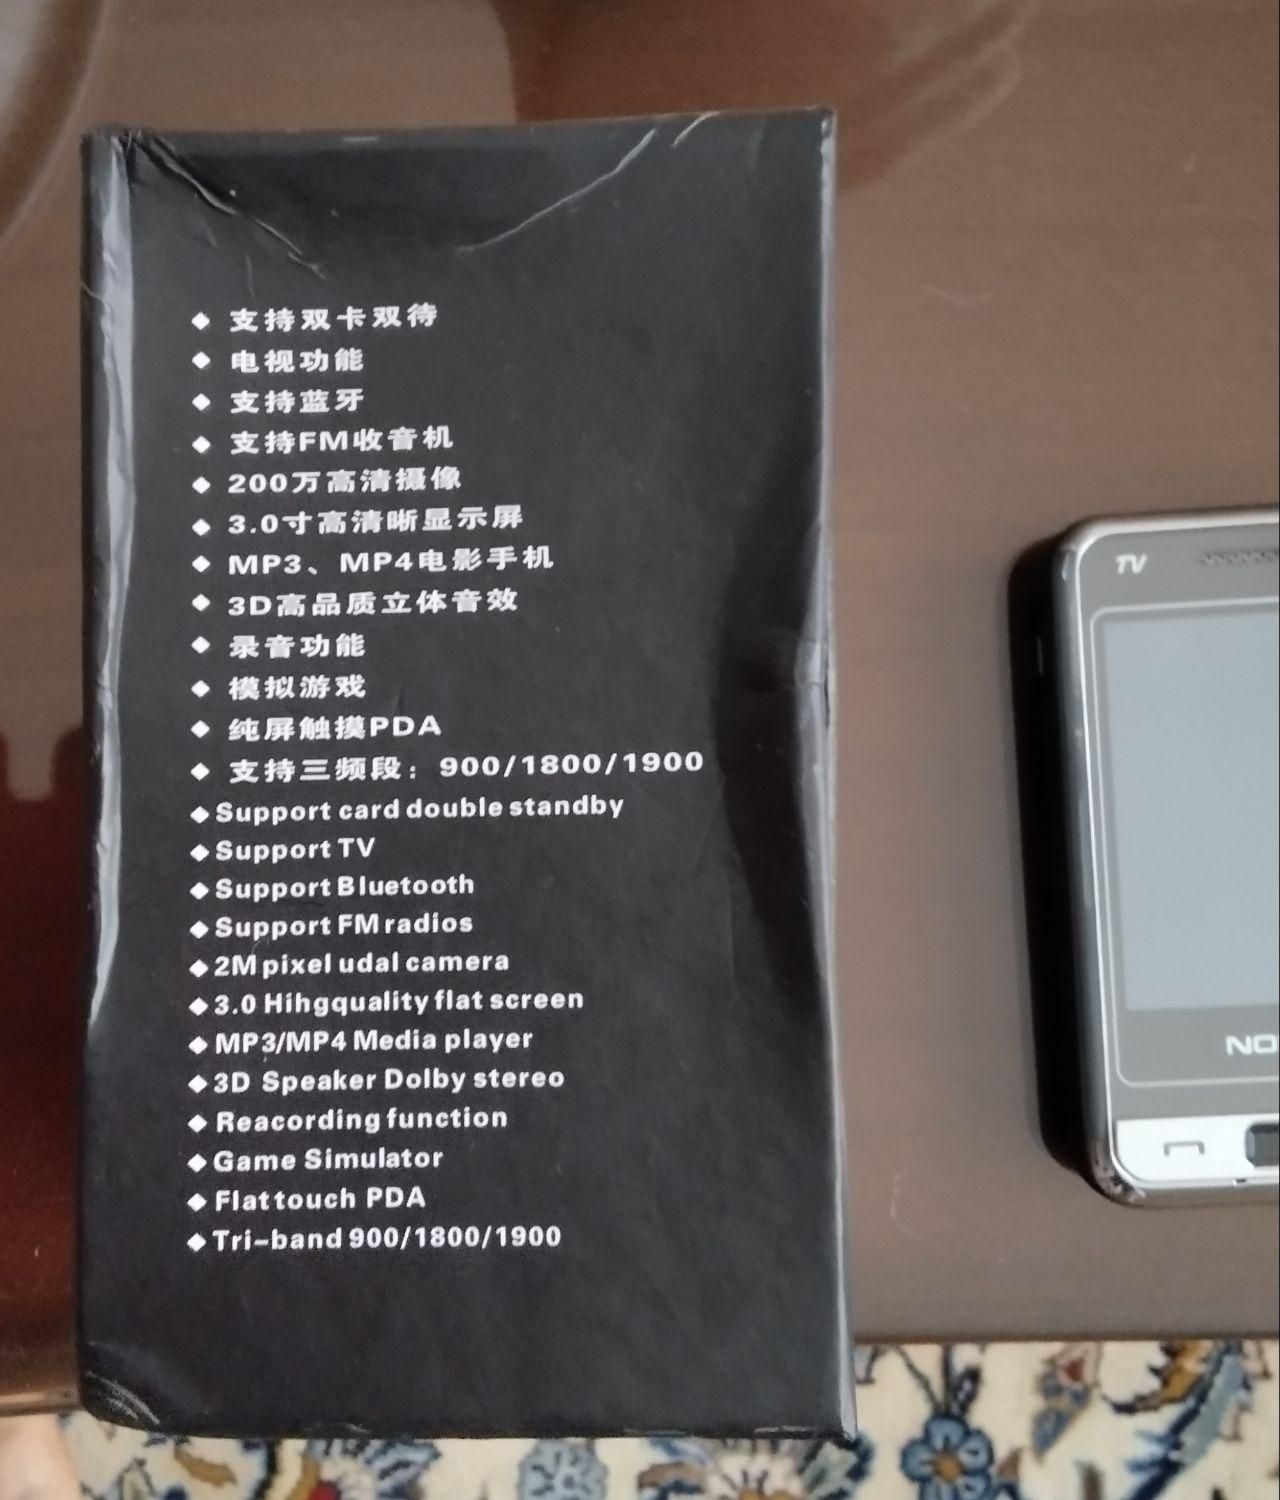 ◆ 支持双卡双待
◆ 电视功能
◆ 支持蓝牙
◆ 支持FM收音机
◆ 200万高清摄像
◆ 3.0寸高清晰显示屏
◆ MP3、MP4电影手机
◆ 3D高品质立体音效
◆ 录音功能
◆ 模拟游戏
◆ 纯屏触摸PDA
◆ 支持三频段：900/1800/1900
◆ Support card double standby
◆ Support TV
◆ Support Bluetooth
◆ Support FM radios
◆ 2M pixel udal camera
◆ 3.0 Hihgquality flat screen
◆ MP3/MP4 Media player
◆ 3D Speaker Dolby stereo
◆ Reacording function
◆ Game Simulator
◆ Flat touch PDA
◆ Tri-band 900/1800/1900
TV
NO